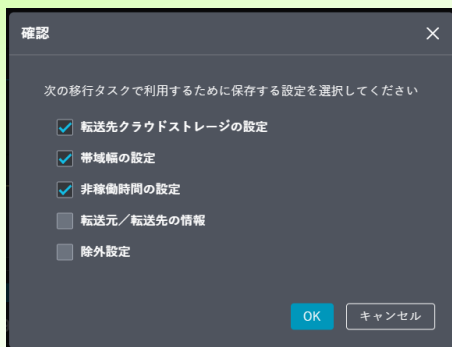 確認
次の移行タスクで利用するために保存する設定を選択してください
転送先クラウドストレージの設定
帯域幅の設定
非稼働時間の設定
転送元／転送先の情報
除外設定
OK キャンセル